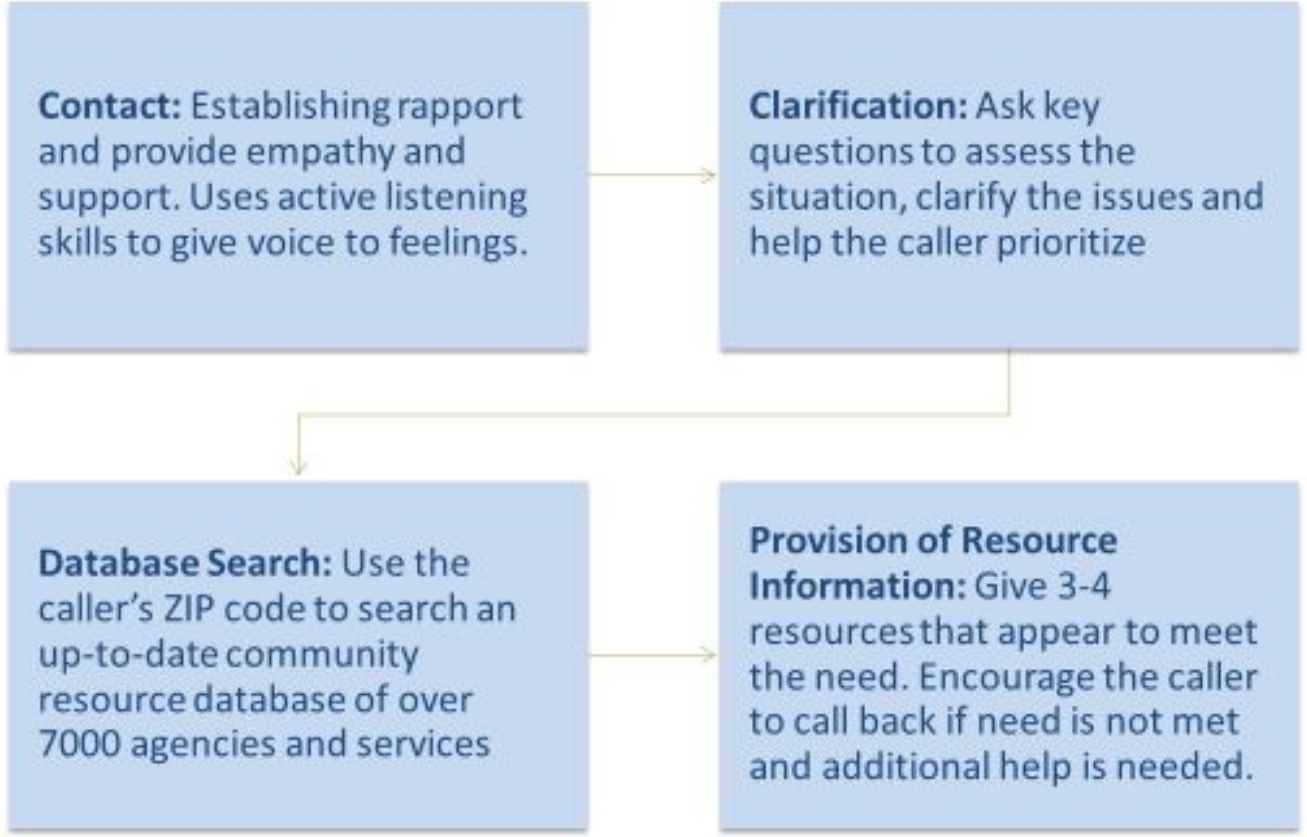 Contact: Establishing rapport
and provide empathy and
support. Uses active listening
skills to give voice to feelings.
Clarification: Ask key
questions to assess the
situation, clarify the issues and
help the caller prioritize
Database Search: Use the
caller’s ZIP code to search an
up-to-date community
resource database of over
7000 agencies and services
Provision of Resource
Information: Give 3-4
resources that appear to meet
the need. Encourage the caller
to call back if need is not met
and additional help is needed.